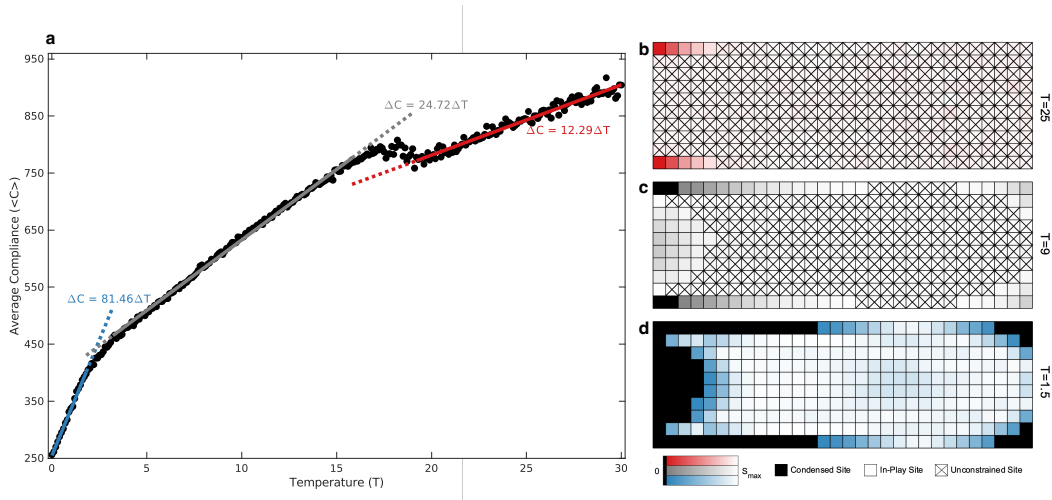 a
950
850
750
650
550
450
350
250
0
5
10
15
20
25
30
Average Compliance (<C>)
Temperature (T)
ΔC = 81.46ΔT
ΔC = 24.72ΔT
ΔC = 12.29ΔT
b
T=25
c
T=9
d
T=1.5
0
Smax
Condensed Site
In-Play Site
Unconstrained Site